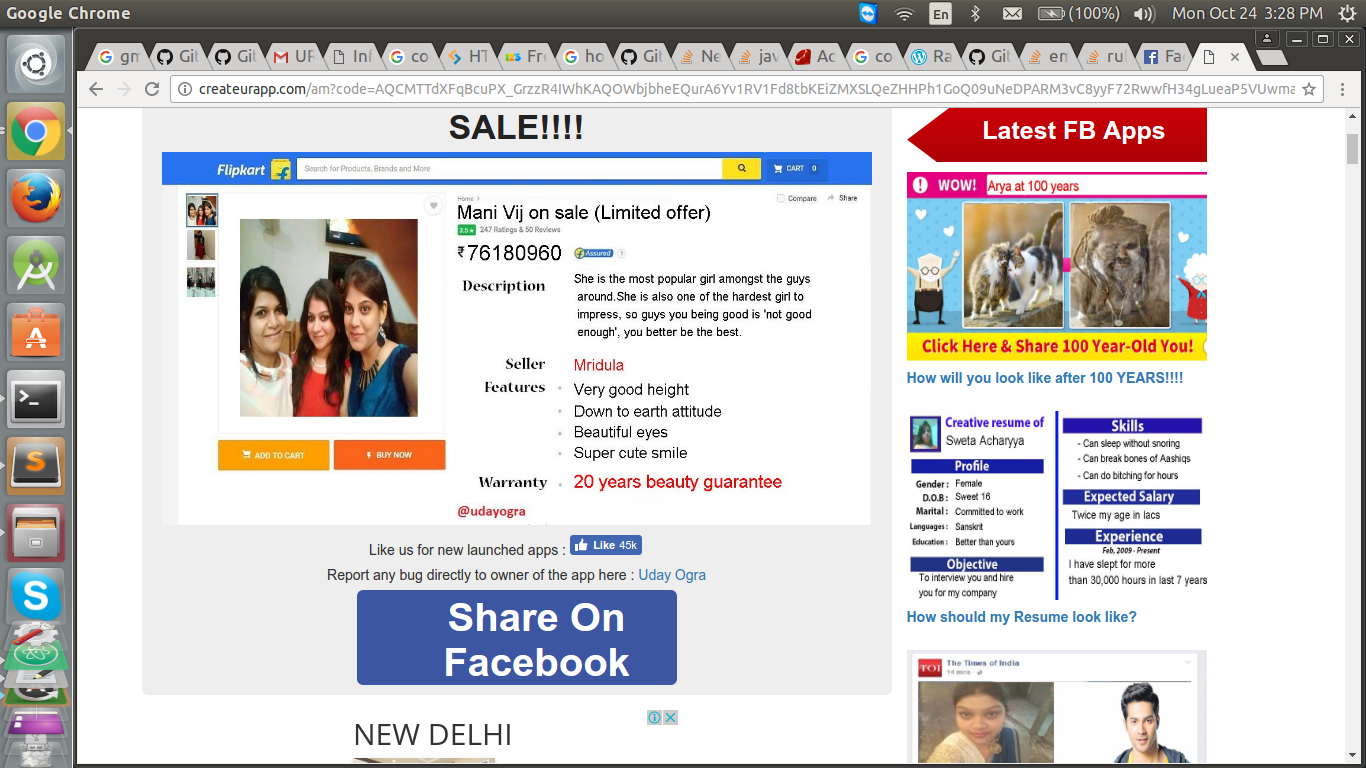 Google Chrome
En
(100%)
Mon Oct 24 3:28 PM
gm
Git
Git
M UR
Inf
co
HT
Fre
ho
Git
Ne
jav
Ac
co
Ra
Git
en
rul
Fa
createurapp.com/am?code=AQCMTTdXFqBcuPX_GrzzR4IWhKAQOWbjbheEQurA6Yv1RV1Fd8tbKEiZMXSLQeZHHPh1GoQ09uNeDPARM3vC8yyF72RwwfH34gLueaP5VUwma
SALE!!!!
Flipkart
Search for Products, Brands and More
CART 0
Home >
Compare
Share
Mani Vij on sale (Limited offer)
3.5 ★ 247 Ratings & 50 Reviews
₹76180960
Assured ?
Description
She is the most popular girl amongst the guys
around.She is also one of the hardest girl to
impress, so guys you being good is 'not good
enough', you better be the best.
Seller Mridula
Features • Very good height
• Down to earth attitude
• Beautiful eyes
• Super cute smile
Warranty • 20 years beauty guarantee
ADD TO CART
BUY NOW
@udayogra
Like us for new launched apps : Like 45k
Report any bug directly to owner of the app here : Uday Ogra
Share On
Facebook
NEW DELHI
Latest FB Apps
WOW! Arya at 100 years
Click Here & Share 100 Year-Old You!
How will you look like after 100 YEARS!!!!
Creative resume of
Sweta Acharyya
Profile
Gender : Female
D.O.B : Sweet 16
Marital : Committed to work
Languages : Sanskrit
Education : Better than yours
Objective
To interview you and hire
you for my company
Skills
- Can sleep without snoring
- Can break bones of Aashiqs
- Can do bitching for hours
Expected Salary
Twice my age in lacs
Experience
Feb, 2009 - Present
I have slept for more
than 30,000 hours in last 7 years
How should my Resume look like?
TOI The Times of India
14 mins